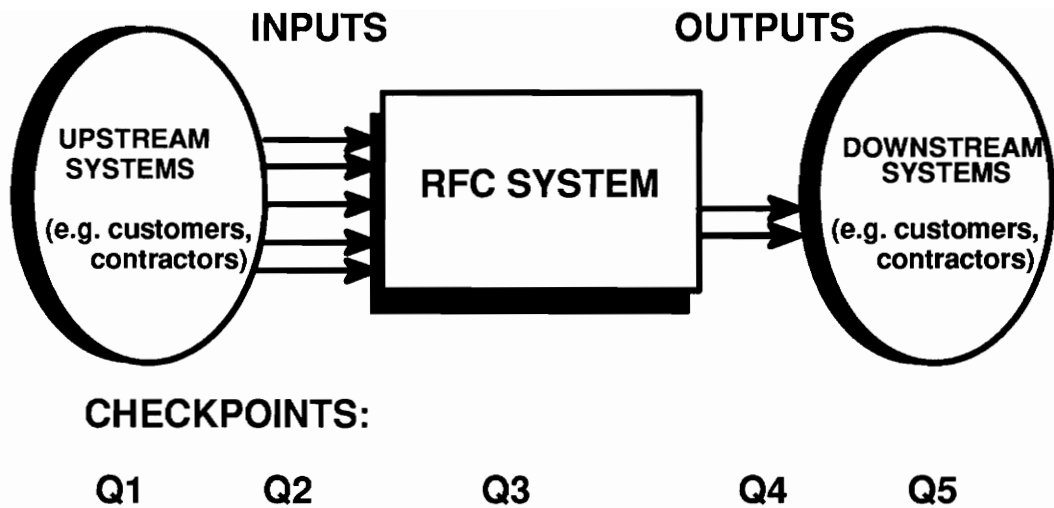 INPUTS OUTPUTS
UPSTREAM
SYSTEMS
(e.g. customers,
contractors)
RFC SYSTEM
DOWNSTREAM
SYSTEMS
(e.g. customers,
contractors)
CHECKPOINTS:
Q1 Q2 Q3 Q4 Q5